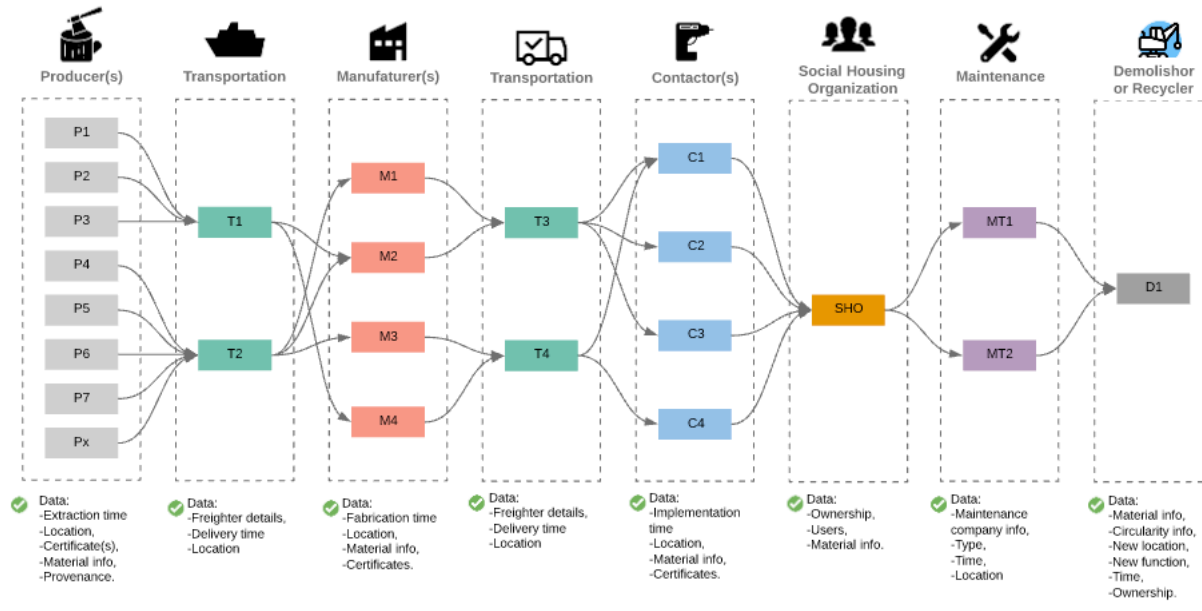 Producer(s)
Transportation
Manufaturer(s)
Transportation
Contactor(s)
Social Housing
Organization
Maintenance
Demolishor
or Recycler
P1
P2
P3
P4
P5
P6
P7
Px
T1
T2
M1
M2
M3
M4
T3
T4
C1
C2
C3
C4
SHO
MT1
MT2
D1
Data:
-Extraction time
-Location,
-Certificate(s),
-Material info,
-Provenance.
Data:
-Freighter details,
-Delivery time
-Location
Data:
-Fabrication time
-Location,
-Material info,
-Certificates.
Data:
-Freighter details,
-Delivery time
-Location
Data:
-Implementation
time
-Location,
-Material info,
-Certificates.
Data:
-Ownership,
-Users,
-Material info.
Data:
-Maintenance
company info,
-Type,
-Time,
-Location
Data:
-Material info,
-Circularity info,
-New location,
-New function,
-Time,
-Ownership.